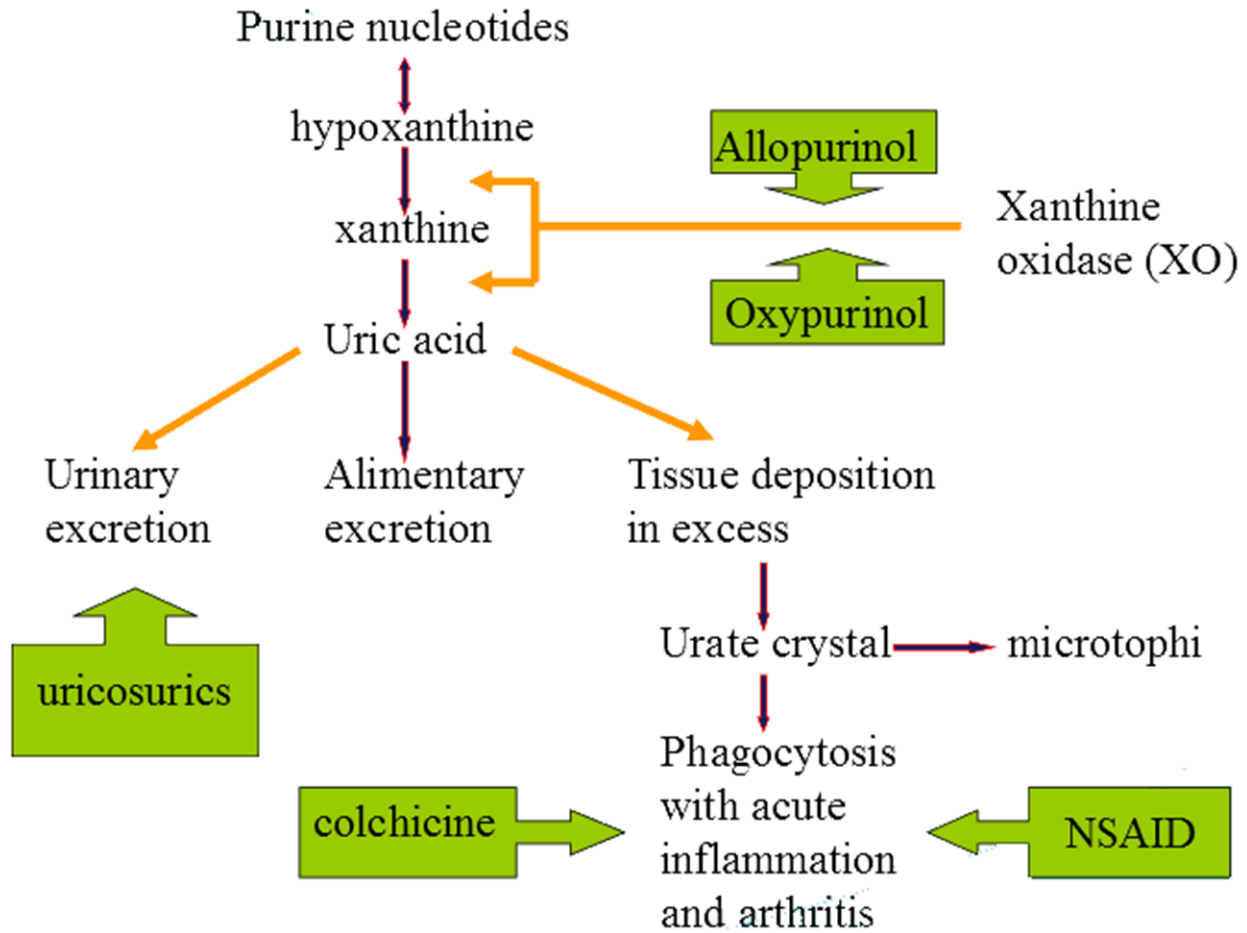 Purine nucleotides
hypoxanthine
Allopurinol
xanthine
Xanthine
oxidase (XO)
Oxypurinol
Uric acid
Urinary
excretion
Alimentary
excretion
Tissue deposition
in excess
Urate crystal
microtophi
uricosurics
Phagocytosis
with acute
inflammation
and arthritis
colchicine
NSAID